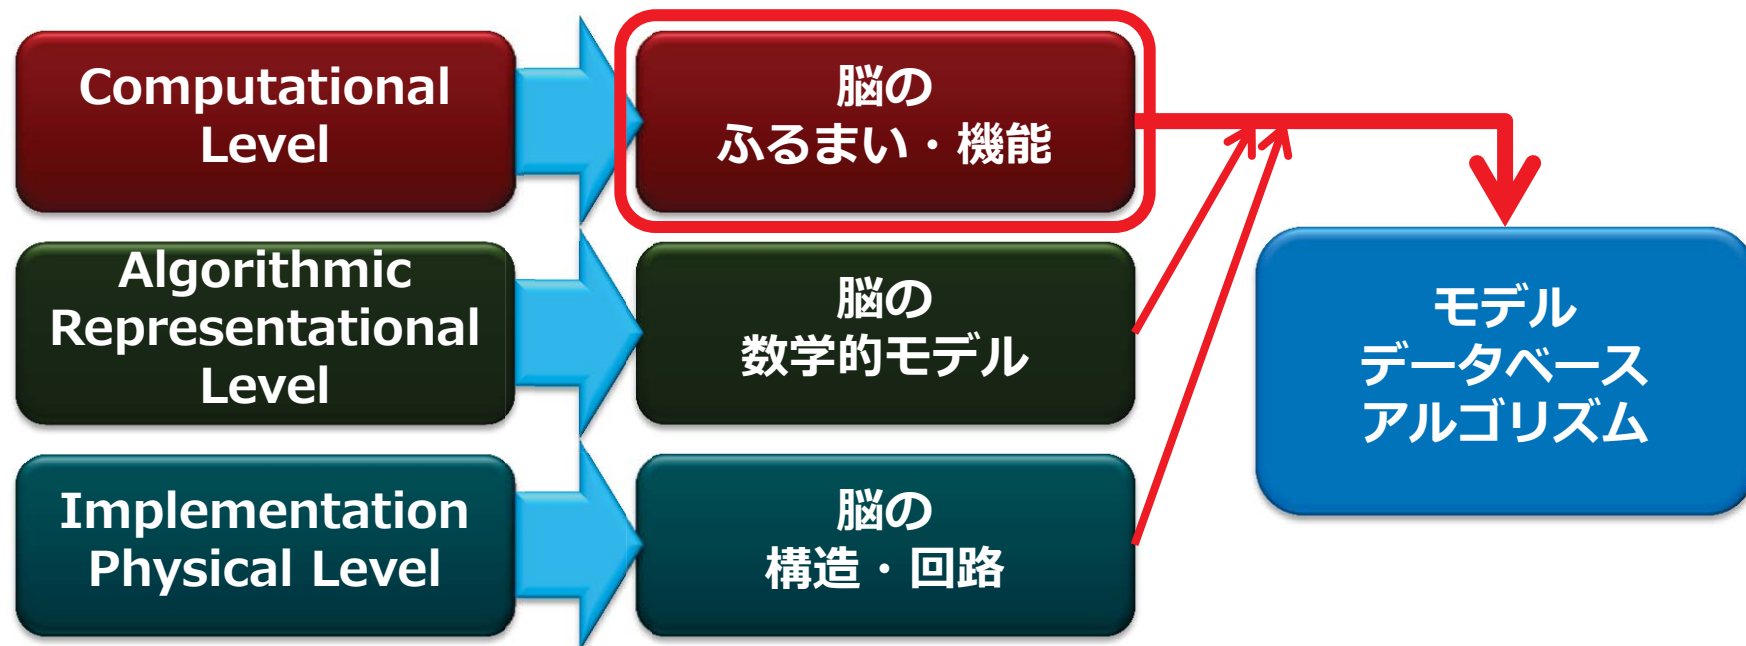 Computational
Level
脳の
ふるまい・機能
Algorithmic
Representational
Level
脳の
数学的モデル
Implementation
Physical Level
脳の
構造・回路
モデル
データベース
アルゴリズム